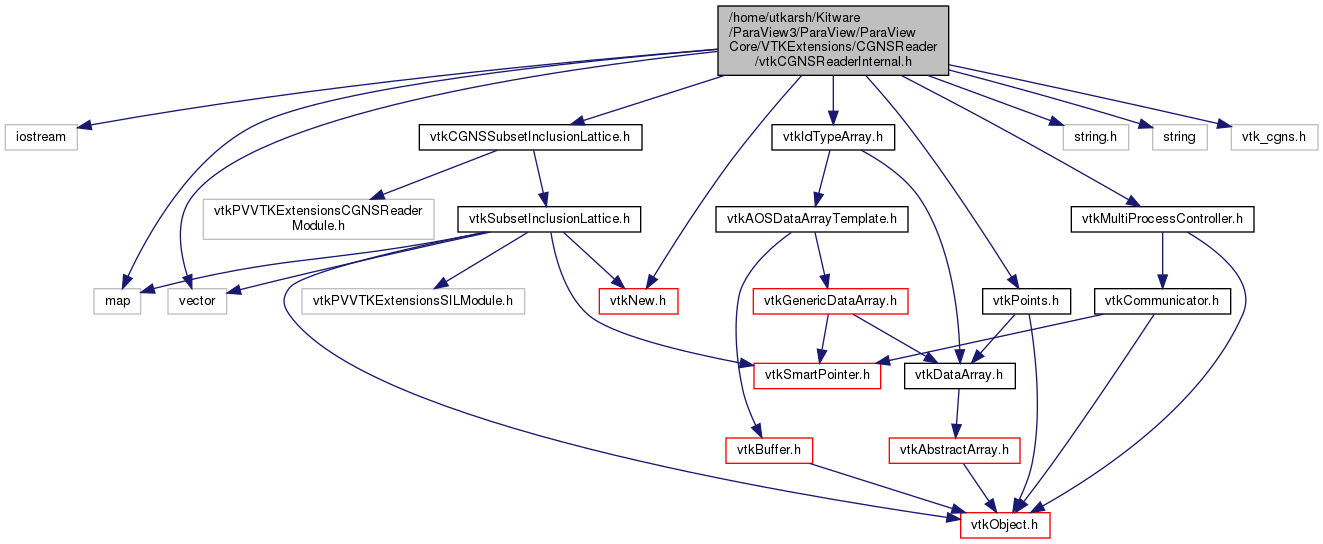 /home/utkarsh/Kitware
/ParaView3/ParaView/ParaView
Core/VTKExtensions/CGNSReader
/vtkCGNSReaderInternal.h
iostream
vtkCGNSSubsetInclusionLattice.h
vtkIdTypeArray.h
string.h
string
vtk_cgns.h
vtkPVVTKExtensionsCGNSReader
Module.h
vtkSubsetInclusionLattice.h
vtkAOSDataArrayTemplate.h
vtkMultiProcessController.h
map
vector
vtkPVVTKExtensionsSILModule.h
vtkNew.h
vtkGenericDataArray.h
vtkPoints.h
vtkCommunicator.h
vtkSmartPointer.h
vtkDataArray.h
vtkBuffer.h
vtkAbstractArray.h
vtkObject.h